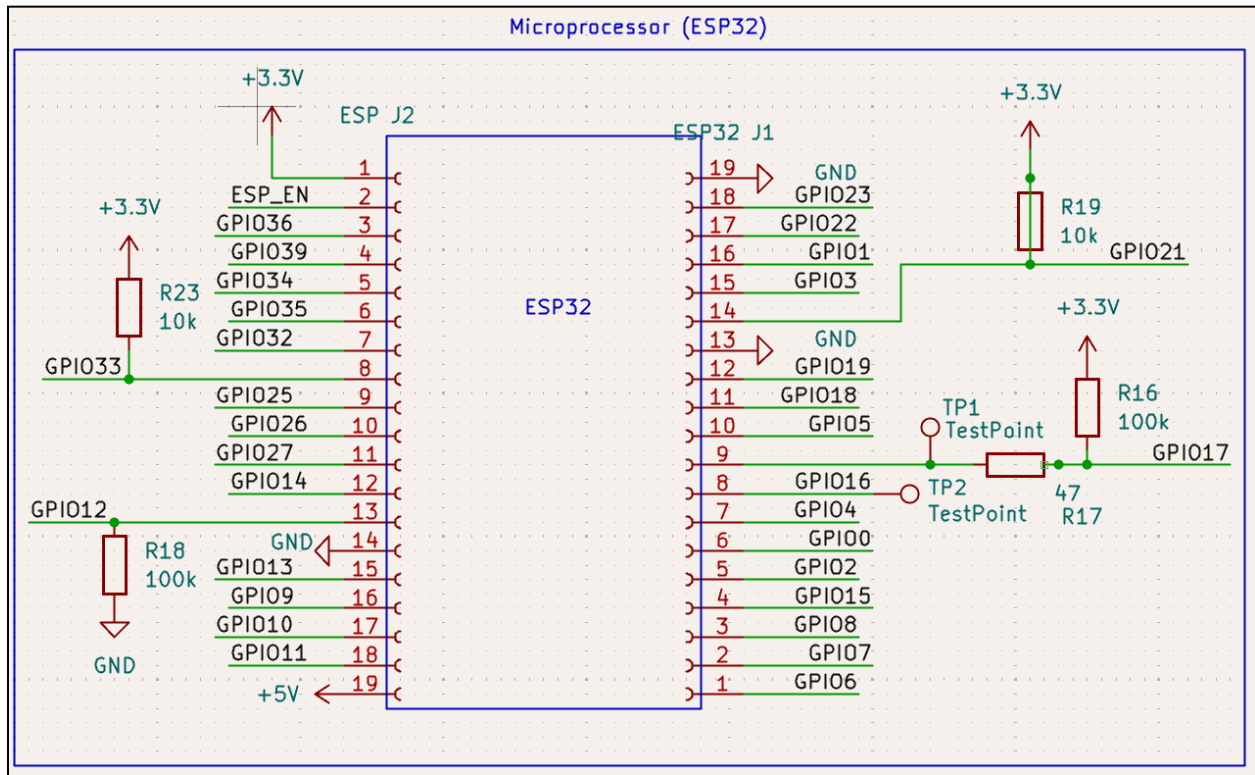 Microprocessor (ESP32)
+3.3V
ESP J2
ESP32 J1
+3.3V
1
ESP_EN 2
GPIO36 3
GPIO39 4
GPIO34 5
GPIO35 6
GPIO32 7
GPIO33 8
GPIO25 9
GPIO26 10
GPIO27 11
GPIO14 12
GPIO12 13
GND 14
GPIO13 15
GPIO9 16
GPIO10 17
GPIO11 18
+5V 19
+3.3V
R23
10k
R18
100k
GND
ESP32
19 GND
18 GPIO23
17 GPIO22
16 GPIO1
15 GPIO3
14
13 GND
12 GPIO19
11 GPIO18
10 GPIO5
9
8 GPIO16
7 GPIO4
6 GPIO0
5 GPIO2
4 GPIO15
3 GPIO8
2 GPIO7
1 GPIO6
R19
10k
GPIO21
+3.3V
R16
100k
TP1
TestPoint
GPIO17
TP2
TestPoint
47
R17